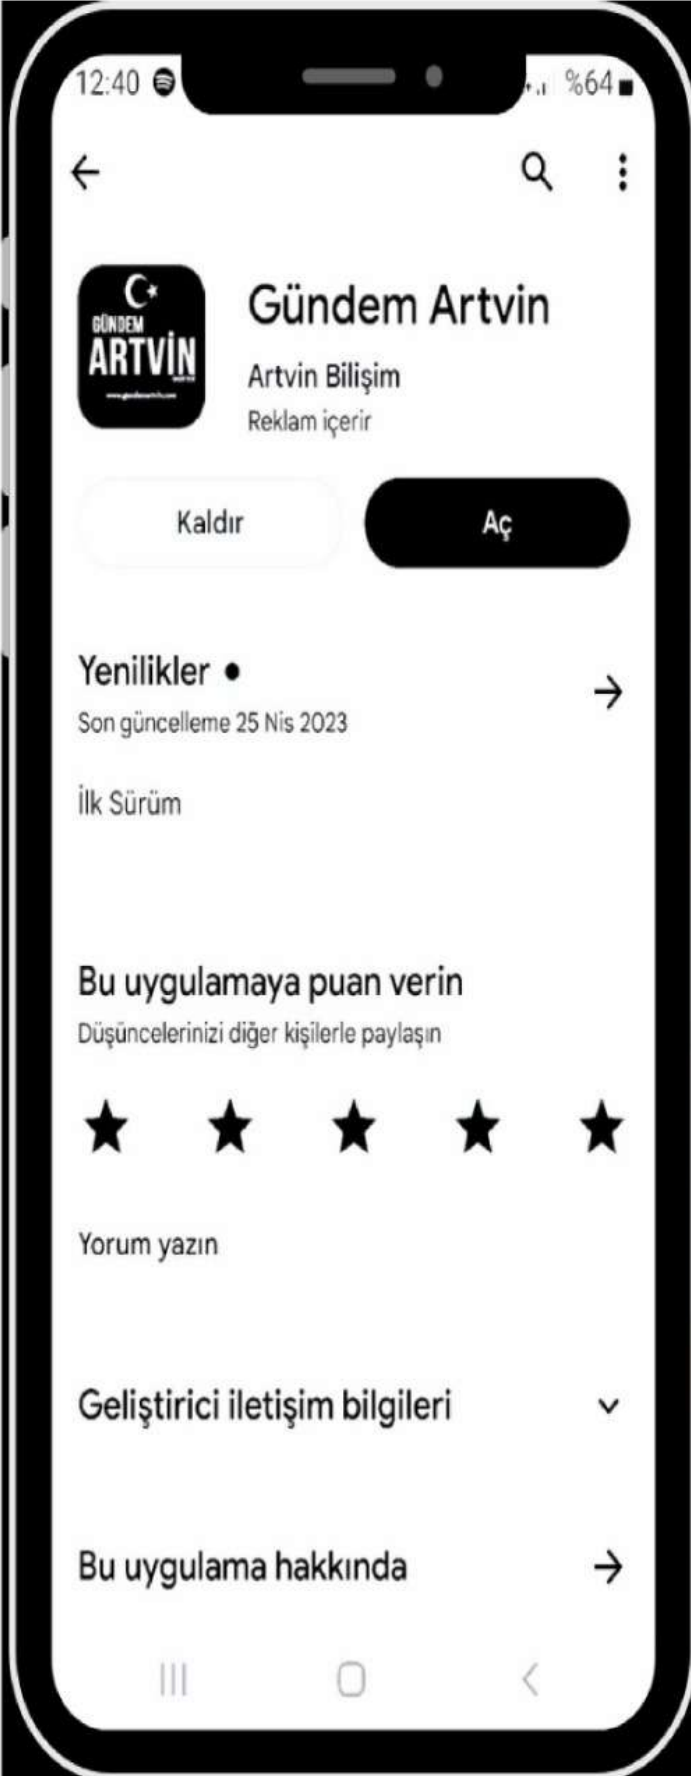 12:40
%64
GÜNDEM
ARTVİN
Gündem Artvin
Artvin Bilişim
Reklam içerir
Kaldır
Aç
Yenilikler
Son güncelleme 25 Nis 2023
İlk Sürüm
Bu uygulamaya puan verin
Düşüncelerinizi diğer kişilerle paylaşın
Yorum yazın
Geliştirici iletişim bilgileri
Bu uygulama hakkında